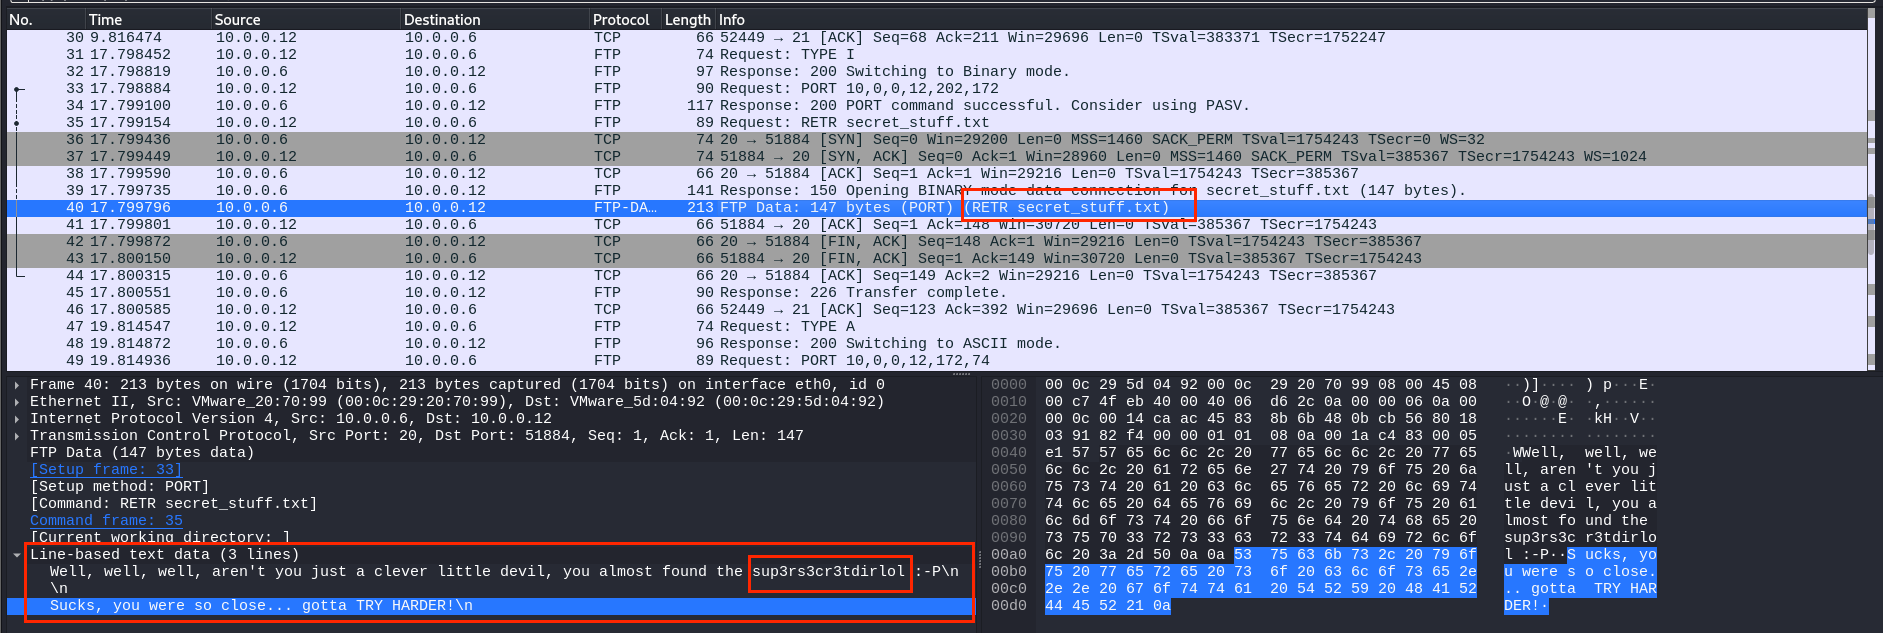 No. Time Source Destination Protocol Length Info
30 9.816474 10.0.0.12 10.0.0.6 TCP 66 52449 → 21 [ACK] Seq=68 Ack=211 Win=29696 Len=0 TSval=383371 TSecr=1752247
31 17.798452 10.0.0.12 10.0.0.6 FTP 74 Request: TYPE I
32 17.798819 10.0.0.6 10.0.0.12 FTP 97 Response: 200 Switching to Binary mode.
33 17.798884 10.0.0.12 10.0.0.6 FTP 90 Request: PORT 10,0,0,12,202,172
34 17.799100 10.0.0.6 10.0.0.12 FTP 117 Response: 200 PORT command successful. Consider using PASV.
35 17.799154 10.0.0.12 10.0.0.6 FTP 89 Request: RETR secret_stuff.txt
36 17.799436 10.0.0.6 10.0.0.12 TCP 74 20 → 51884 [SYN] Seq=0 Win=29200 Len=0 MSS=1460 SACK_PERM TSval=1754243 TSecr=0 WS=32
37 17.799449 10.0.0.12 10.0.0.6 TCP 74 51884 → 20 [SYN, ACK] Seq=0 Ack=1 Win=28960 Len=0 MSS=1460 SACK_PERM TSval=385367 TSecr=1754243 WS=1024
38 17.799590 10.0.0.6 10.0.0.12 TCP 66 20 → 51884 [ACK] Seq=1 Ack=1 Win=29216 Len=0 TSval=1754243 TSecr=385367
39 17.799735 10.0.0.6 10.0.0.12 FTP 141 Response: 150 Opening BINARY mode data connection for secret_stuff.txt (147 bytes).
40 17.799796 10.0.0.6 10.0.0.12 FTP-DA… 213 FTP Data: 147 bytes (PORT) (RETR secret_stuff.txt)
41 17.799801 10.0.0.12 10.0.0.6 TCP 66 51884 → 20 [ACK] Seq=1 Ack=148 Win=30720 Len=0 TSval=385367 TSecr=1754243
42 17.799872 10.0.0.6 10.0.0.12 TCP 66 20 → 51884 [FIN, ACK] Seq=148 Ack=1 Win=29216 Len=0 TSval=1754243 TSecr=385367
43 17.800150 10.0.0.12 10.0.0.6 TCP 66 51884 → 20 [FIN, ACK] Seq=1 Ack=149 Win=30720 Len=0 TSval=385367 TSecr=1754243
44 17.800315 10.0.0.6 10.0.0.12 TCP 66 20 → 51884 [ACK] Seq=149 Ack=2 Win=29216 Len=0 TSval=1754243 TSecr=385367
45 17.800551 10.0.0.6 10.0.0.12 FTP 90 Response: 226 Transfer complete.
46 17.800585 10.0.0.12 10.0.0.6 TCP 66 52449 → 21 [ACK] Seq=123 Ack=392 Win=29696 Len=0 TSval=385367 TSecr=1754243
47 19.814547 10.0.0.12 10.0.0.6 FTP 74 Request: TYPE A
48 19.814872 10.0.0.6 10.0.0.12 FTP 96 Response: 200 Switching to ASCII mode.
49 19.814936 10.0.0.12 10.0.0.6 FTP 89 Request: PORT 10,0,0,12,172,74
Frame 40: 213 bytes on wire (1704 bits), 213 bytes captured (1704 bits) on interface eth0, id 0
Ethernet II, Src: VMware_20:70:99 (00:0c:29:20:70:99), Dst: VMware_5d:04:92 (00:0c:29:5d:04:92)
Internet Protocol Version 4, Src: 10.0.0.6, Dst: 10.0.0.12
Transmission Control Protocol, Src Port: 20, Dst Port: 51884, Seq: 1, Ack: 1, Len: 147
FTP Data (147 bytes data)
[Setup frame: 33]
[Setup method: PORT]
[Command: RETR secret_stuff.txt]
Command frame: 35
[Current working directory: ]
Line-based text data (3 lines)
Well, well, well, aren't you just a clever little devil, you almost found the sup3rs3cr3tdirlol :-P\n
\n
Sucks, you were so close... gotta TRY HARDER!\n
0000 00 0c 29 5d 04 92 00 0c 29 20 70 99 08 00 45 08 ··)]···· ) p···E·
0010 00 c7 4f eb 40 00 40 06 d6 2c 0a 00 00 06 0a 00 ··O·@·@· ·,······
0020 00 0c 00 14 ca ac 45 83 8b 6b 48 0b cb 56 80 18 ······E· ·kH··V··
0030 03 91 82 f4 00 00 01 01 08 0a 00 1a c4 83 00 05 ········ ········
0040 e1 57 57 65 6c 6c 2c 20 77 65 6c 6c 2c 20 77 65 ·WWell, well, we
0050 6c 6c 2c 20 61 72 65 6e 27 74 20 79 6f 75 20 6a ll, aren 't you j
0060 75 73 74 20 61 20 63 6c 65 76 65 72 20 6c 69 74 ust a cl ever lit
0070 74 6c 65 20 64 65 76 69 6c 2c 20 79 6f 75 20 61 tle devi l, you a
0080 6c 6d 6f 73 74 20 66 6f 75 6e 64 20 74 68 65 20 lmost fo und the
0090 73 75 70 33 72 73 33 63 72 33 74 64 69 72 6c 6f sup3rs3c r3tdirlo
00a0 6c 20 3a 2d 50 0a 0a 53 75 63 6b 73 2c 20 79 6f l :-P··S ucks, yo
00b0 75 20 77 65 72 65 20 73 6f 20 63 6c 6f 73 65 2e u were s o close.
00c0 2e 2e 20 67 6f 74 74 61 20 54 52 59 20 48 41 52 .. gotta TRY HAR
00d0 44 45 52 21 0a DER!·